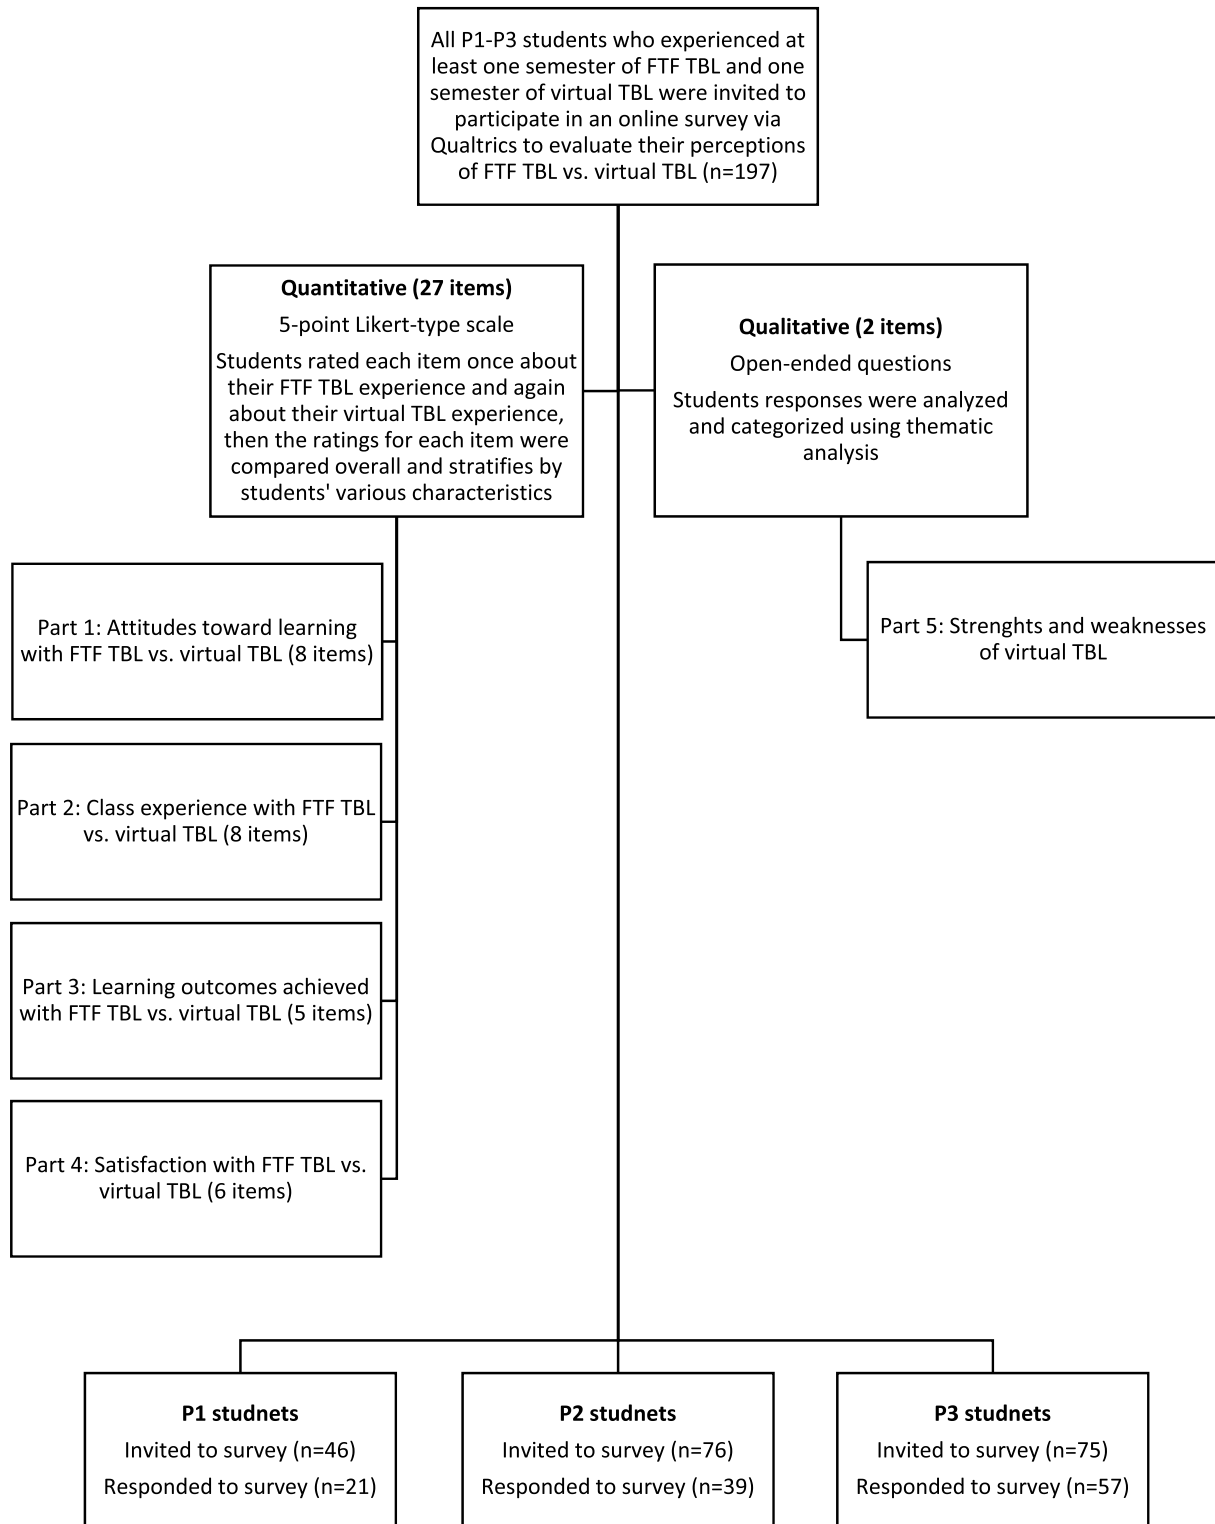 All P1-P3 students who experienced at
least one semester of FTF TBL and one
semester of virtual TBL were invited to
participate in an online survey via
Qualtrics to evaluate their perceptions
of FTF TBL vs. virtual TBL (n=197)
Quantitative (27 items)
5-point Likert-type scale
Students rated each item once about
their FTF TBL experience and again
about their virtual TBL experience,
then the ratings for each item were
compared overall and stratifies by
students' various characteristics
Qualitative (2 items)
Open-ended questions
Students responses were analyzed
and categorized using thematic
analysis
Part 1: Attitudes toward learning
with FTF TBL vs. virtual TBL (8 items)
Part 5: Strenghts and weaknesses
of virtual TBL
Part 2: Class experience with FTF TBL
vs. virtual TBL (8 items)
Part 3: Learning outcomes achieved
with FTF TBL vs. virtual TBL (5 items)
Part 4: Satisfaction with FTF TBL vs.
virtual TBL (6 items)
P1 studnets
Invited to survey (n=46)
Responded to survey (n=21)
P2 studnets
Invited to survey (n=76)
Responded to survey (n=39)
P3 studnets
Invited to survey (n=75)
Responded to survey (n=57)